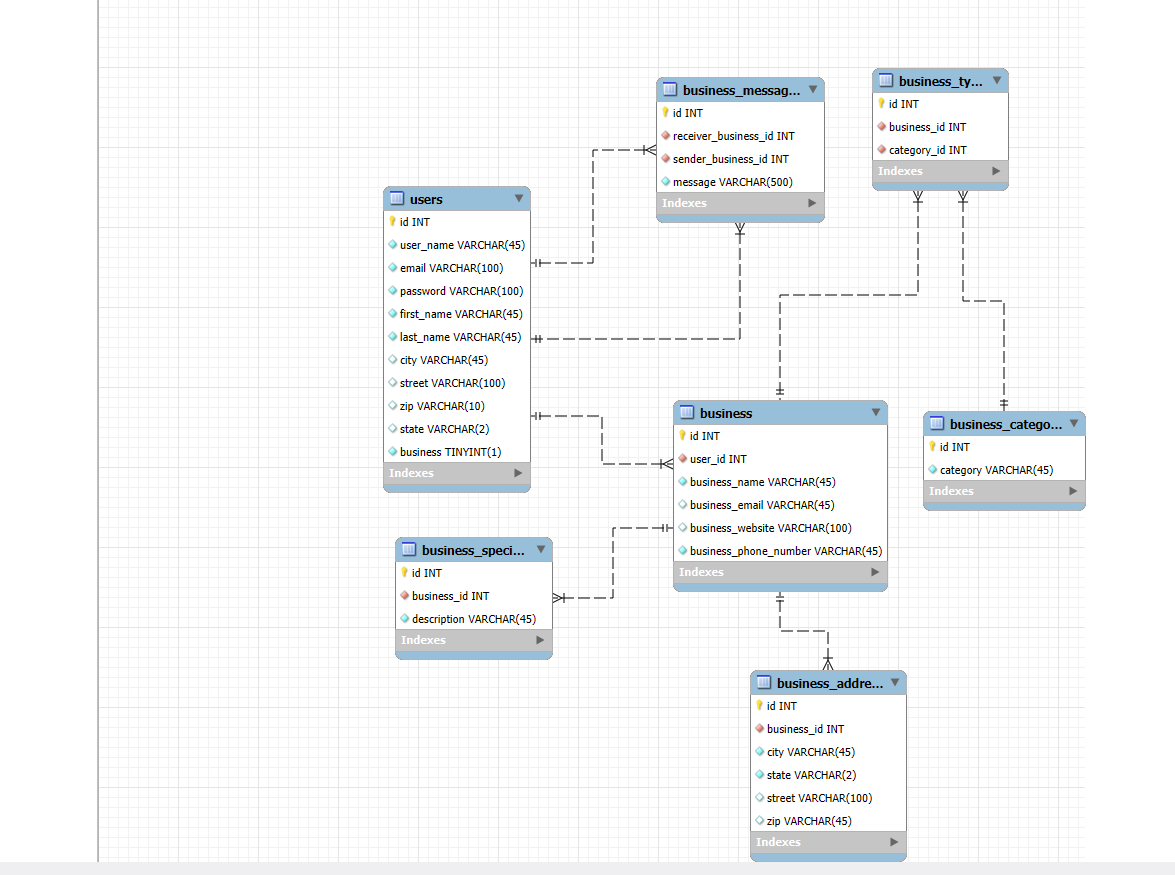 business_messag...
id INT
receiver_business_id INT
sender_business_id INT
message VARCHAR(500)
Indexes
business_ty...
id INT
business_id INT
category_id INT
Indexes
users
id INT
user_name VARCHAR(45)
email VARCHAR(100)
password VARCHAR(100)
first_name VARCHAR(45)
last_name VARCHAR(45)
city VARCHAR(45)
street VARCHAR(100)
zip VARCHAR(10)
state VARCHAR(2)
business TINYINT(1)
Indexes
business
id INT
user_id INT
business_name VARCHAR(45)
business_email VARCHAR(45)
business_website VARCHAR(100)
business_phone_number VARCHAR(45)
Indexes
business_catego...
id INT
category VARCHAR(45)
Indexes
business_speci...
id INT
business_id INT
description VARCHAR(45)
Indexes
business_addre...
id INT
business_id INT
city VARCHAR(45)
state VARCHAR(2)
street VARCHAR(100)
zip VARCHAR(45)
Indexes